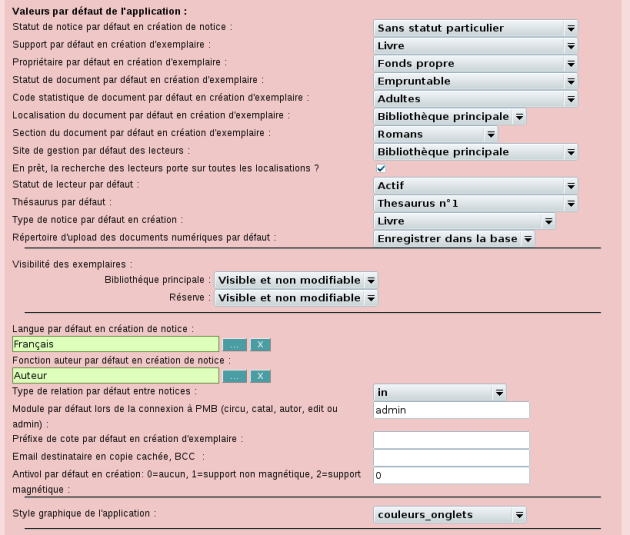 Valeurs par défaut de l'application :
Statut de notice par défaut en création de notice : Sans statut particulier
Support par défaut en création d'exemplaire : Livre
Propriétaire par défaut en création d'exemplaire : Fonds propre
Statut de document par défaut en création d'exemplaire : Empruntable
Code statistique de document par défaut en création d'exemplaire : Adultes
Localisation du document par défaut en création d'exemplaire : Bibliothèque principale
Section du document par défaut en création d'exemplaire : Romans
Site de gestion par défaut des lecteurs : Bibliothèque principale
En prêt, la recherche des lecteurs porte sur toutes les localisations ?
Statut de lecteur par défaut : Actif
Thésaurus par défaut : Thesaurus n°1
Type de notice par défaut en création : Livre
Répertoire d'upload des documents numériques par défaut : Enregistrer dans la base
Visibilité des exemplaires :
Bibliothéque principale : Visible et non modifiable
Réserve : Visible et non modifiable
Langue par défaut en création de notice :
Français ... X
Fonction auteur par défaut en création de notice :
Auteur ... X
Type de relation par défaut entre notices : in
Module par défaut lors de la connexion à PMB (circu, catal, autor, edit ou admin
admin) :
Préfixe de cote par défaut en création d'exemplaire :
Email destinataire en copie cachée, BCC :
Antivol par défaut en création: 0=aucun, 1=support non magnétique, 2=support 0
magnétique :
Style graphique de l'application : couleurs_onglets